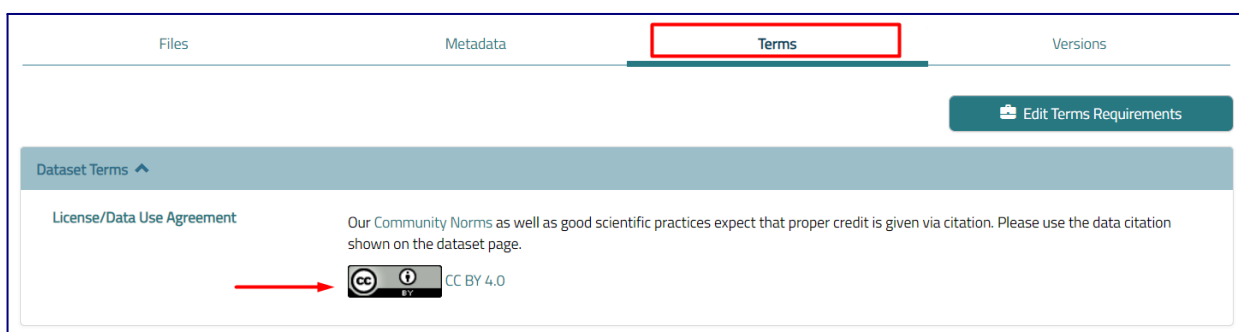 Files Metadata Terms Versions
Edit Terms Requirements
Dataset Terms
License/Data Use Agreement
Our Community Norms as well as good scientific practices expect that proper credit is given via citation. Please use the data citation
shown on the dataset page.
cc BY CC BY 4.0